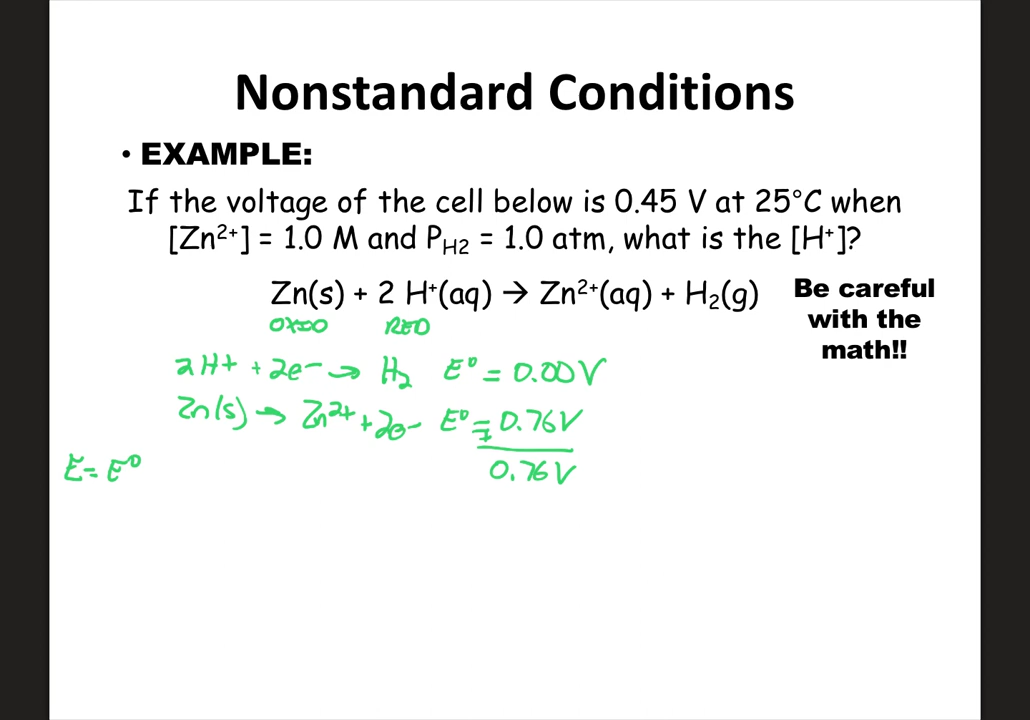 Nonstandard Conditions
• EXAMPLE:
If the voltage of the cell below is 0.45 V at 25°C when
[Zn²⁺] = 1.0 M and P_H2 = 1.0 atm, what is the [H⁺]?
Zn(s) + 2 H⁺(aq) → Zn²⁺(aq) + H₂(g)
Be careful
with the
math!!
OXID RED
2H+ + 2e- → H₂ E° = 0.00V
Zn(s) → Zn²⁺ + 2e- E° = 0.76V
0.76V
E = E°